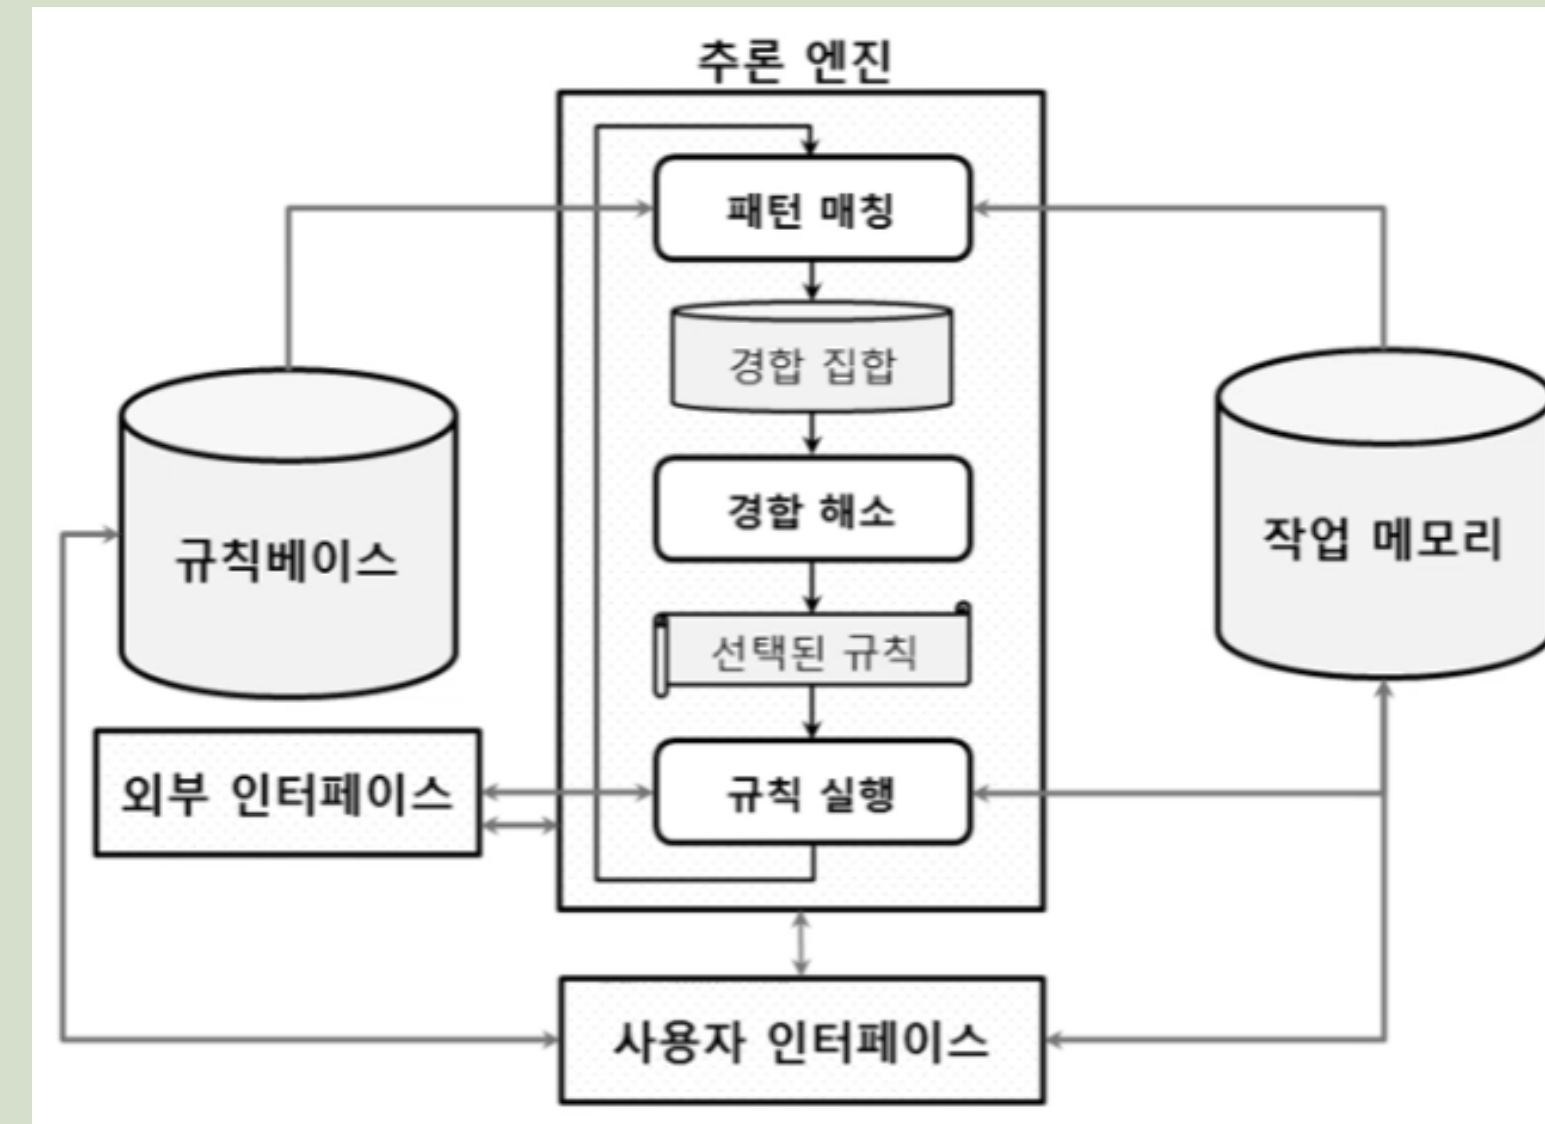 추론 엔진
패턴 매칭
경합 집합
경합 해소
선택된 규칙
규칙 실행
규칙베이스
작업 메모리
외부 인터페이스
사용자 인터페이스